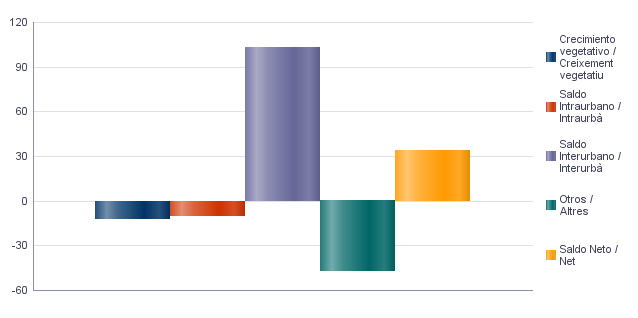 120
90
60
30
0
-30
-60
Crecimiento
vegetativo /
Creixement
vegetatiu
Saldo
Intraurbano /
Intraurbà
Saldo
Interurbano /
Interurbà
Otros /
Altres
Saldo Neto /
Net